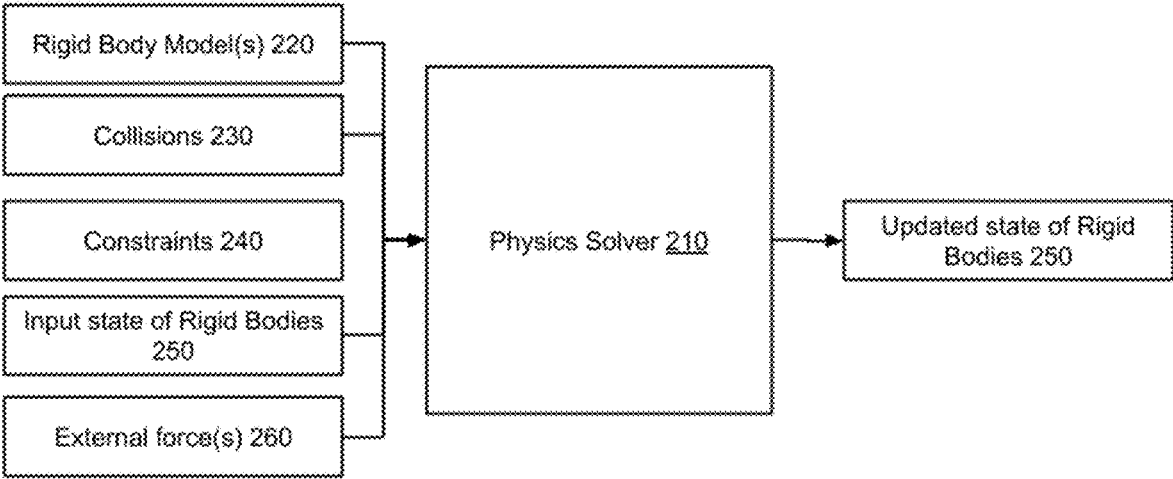 Rigid Body Model(s) 220
Collisions 230
Constraints 240
Input state of Rigid Bodies
250
External force(s) 260
Physics Solver 210
Updated state of Rigid
Bodies 250